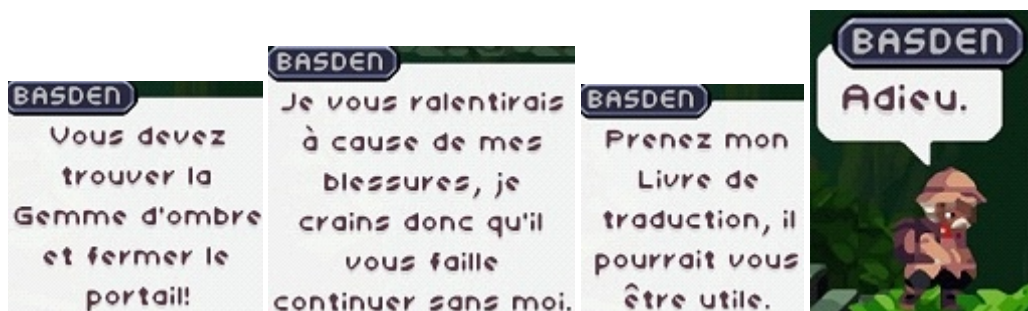 BASDEN
Vous devez
trouver la
Gemme d'ombre
et fermer le
portail!
BASDEN
Je vous ralentirais
à cause de mes
blessures, je
crains donc qu'il
vous faille
continuer sans moi.
BASDEN
Prenez mon
Livre de
traduction, il
pourrait vous
être utile.
BASDEN
Adieu.